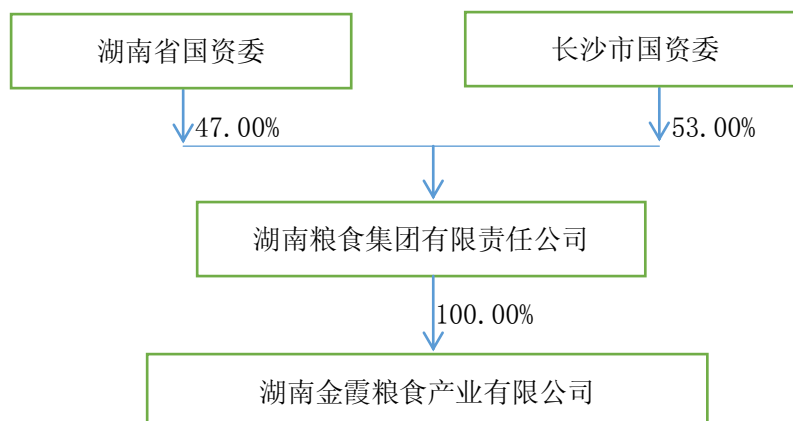 湖南省国资委
长沙市国资委
47.00%
53.00%
湖南粮食集团有限责任公司
100.00%
湖南金霞粮食产业有限公司